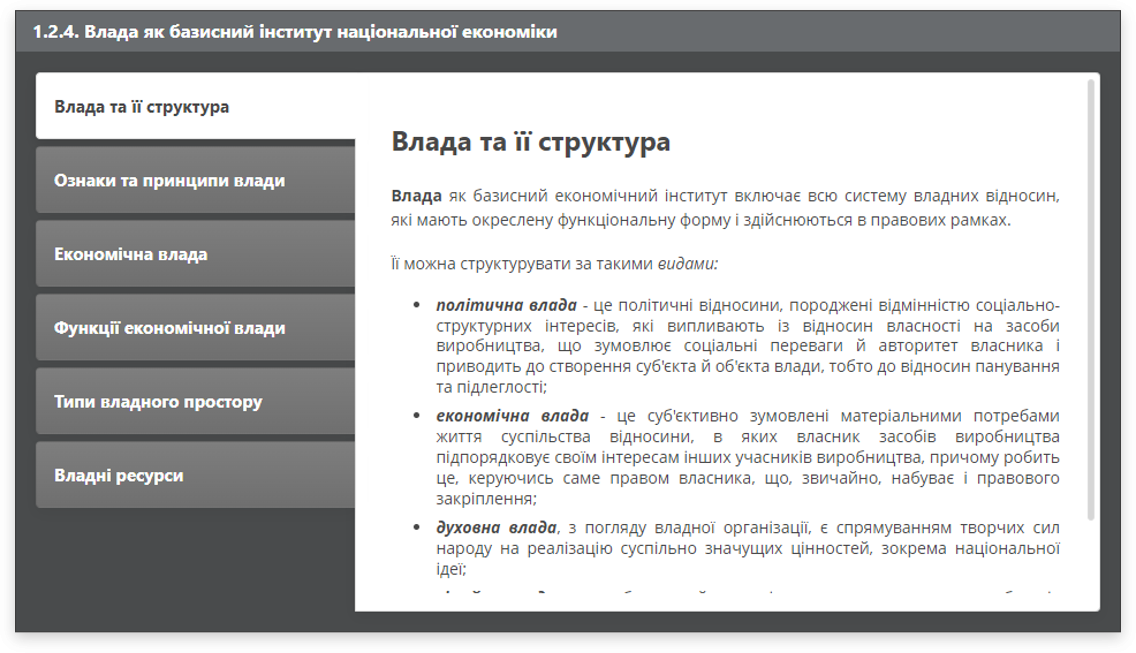 1.2.4. Влада як базисний інститут національної економіки
Влада та її структура
Ознаки та принципи влади
Економічна влада
Функції економічної влади
Типи владного простору
Владні ресурси
Влада та її структура
Влада як базисний економічний інститут включає всю систему владних відносин,
які мають окреслену функціональну форму і здійснюються в правових рамках.
Її можна структурувати за такими видами:
• політична влада - це політичні відносини, породжені відмінністю соціально-
структурних інтересів, які випливають із відносин власності на засоби
виробництва, що зумовлює соціальні переваги й авторитет власника і
приводить до створення суб'єкта й об'єкта влади, тобто до відносин панування
та підлеглості;
• економічна влада - це суб'єктивно зумовлені матеріальними потребами
життя суспільства відносини, в яких власник засобів виробництва
підпорядковує своїм інтересам інших учасників виробництва, причому робить
це, керуючись саме правом власника, що, звичайно, набуває і правового
закріплення;
• духовна влада, з погляду владної організації, є спрямуванням творчих сил
народу на реалізацію суспільно значущих цінностей, зокрема національної
ідеї;